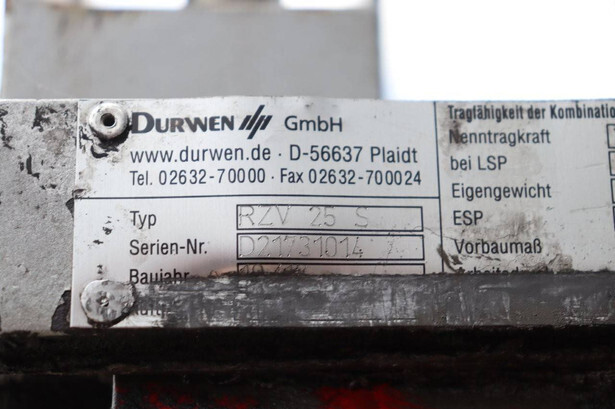 DURWEN GmbH
www.durwen.de · D-56637 Plaidt
Tel. 02632-70000 · Fax 02632-700024
Typ RZV 25 S
Serien-Nr. D21731014
Baujahr
Tragfähigkeit der Kombinatio
Nenntragkraft
bei LSP
Eigengewicht
ESP
Vorbaumaß